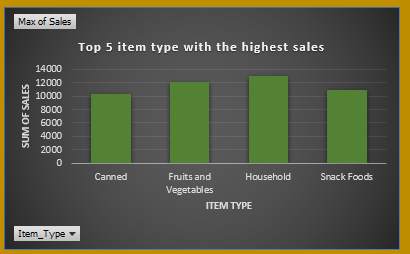 Max of Sales
Top 5 item type with the highest sales
SUM OF SALES
14000
12000
10000
8000
6000
4000
2000
0
Canned
Fruits and
Vegetables
Household
Snack Foods
ITEM TYPE
Item_Type